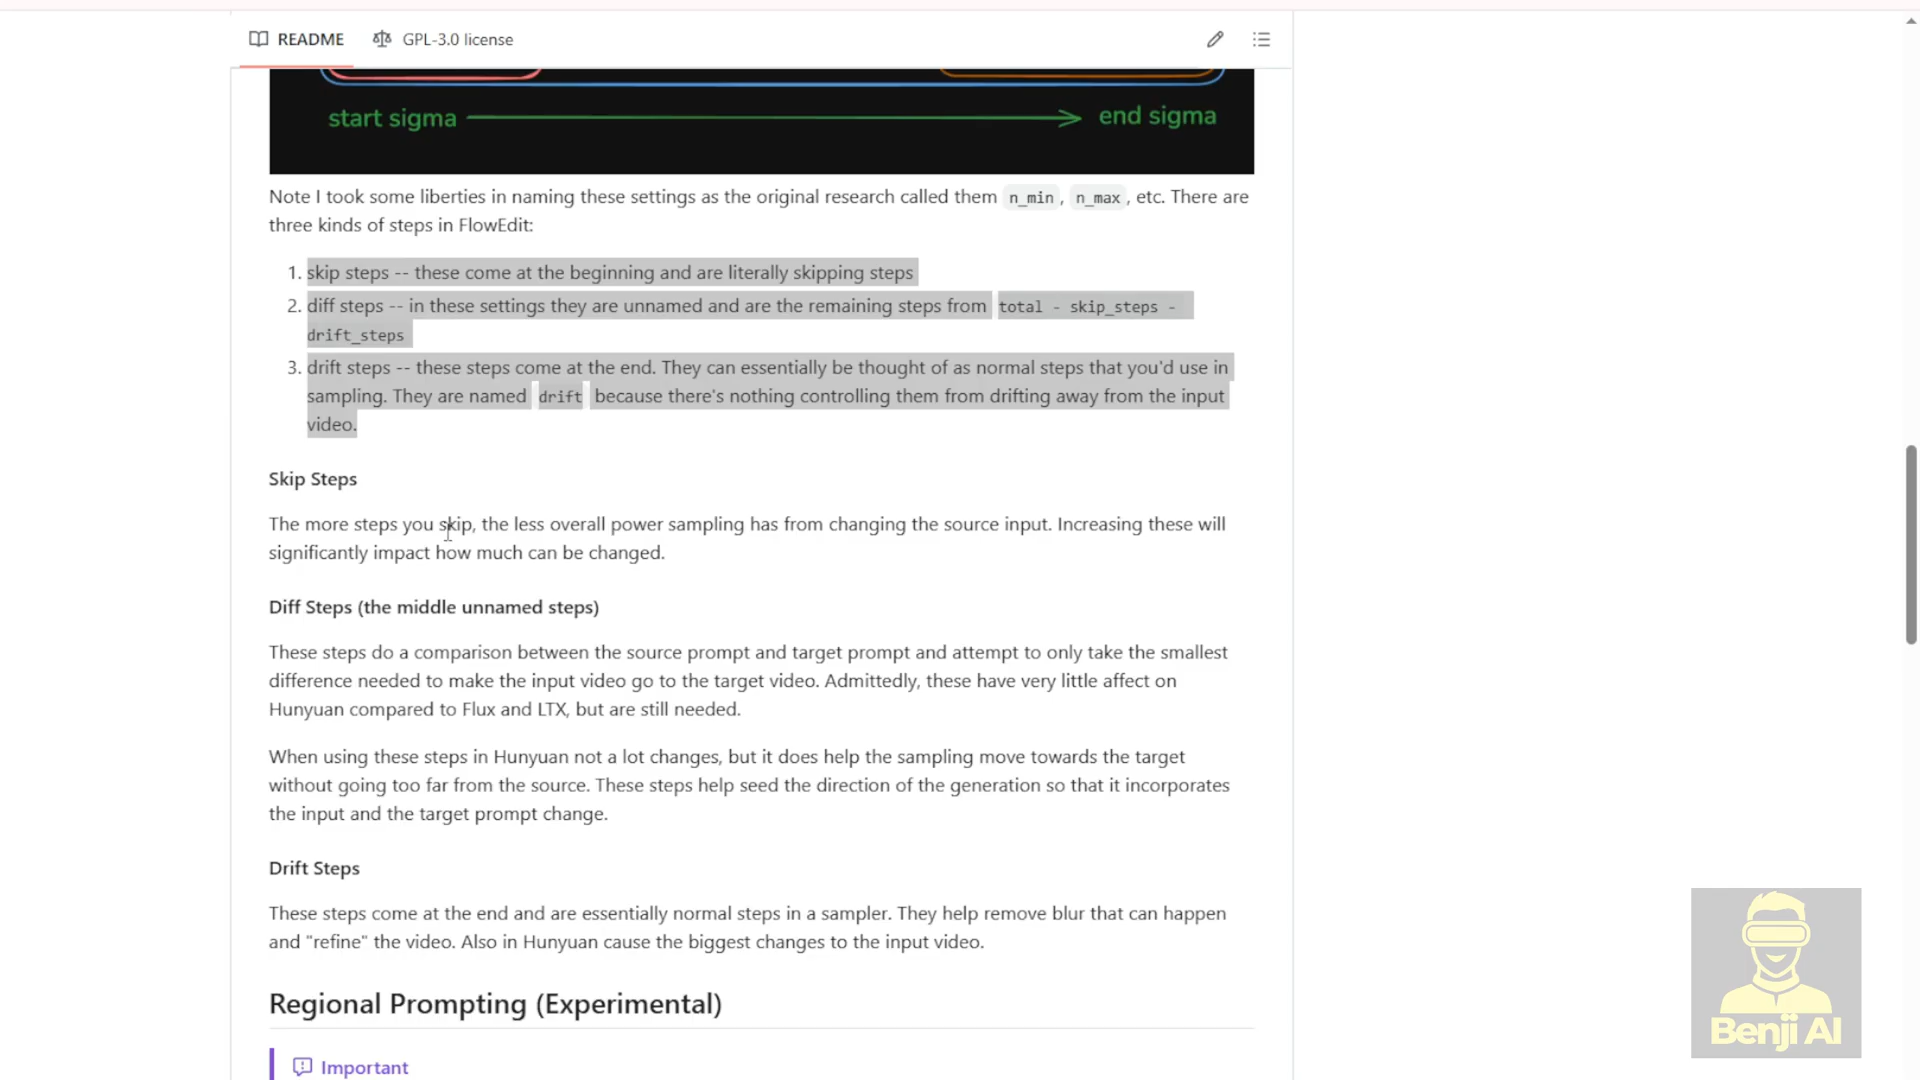 README
GPL-3.0 license
start sigma
end sigma
Note I took some liberties in naming these settings as the original research called them n_min, n_max, etc. There are
three kinds of steps in FlowEdit:
1. skip steps -- these come at the beginning and are literally skipping steps
2. diff steps -- in these settings they are unnamed and are the remaining steps from total - skip_steps -
drift_steps
3. drift steps -- these steps come at the end. They can essentially be thought of as normal steps that you'd use in
sampling. They are named drift because there's nothing controlling them from drifting away from the input
video.
Skip Steps
The more steps you skip, the less overall power sampling has from changing the source input. Increasing these will
significantly impact how much can be changed.
Diff Steps (the middle unnamed steps)
These steps do a comparison between the source prompt and target prompt and attempt to only take the smallest
difference needed to make the input video go to the target video. Admittedly, these have very little affect on
Hunyuan compared to Flux and LTX, but are still needed.
When using these steps in Hunyuan not a lot changes, but it does help the sampling move towards the target
without going too far from the source. These steps help seed the direction of the generation so that it incorporates
the input and the target prompt change.
Drift Steps
These steps come at the end and are essentially normal steps in a sampler. They help remove blur that can happen
and "refine" the video. Also in Hunyuan cause the biggest changes to the input video.
Regional Prompting (Experimental)
Important
Benji AI